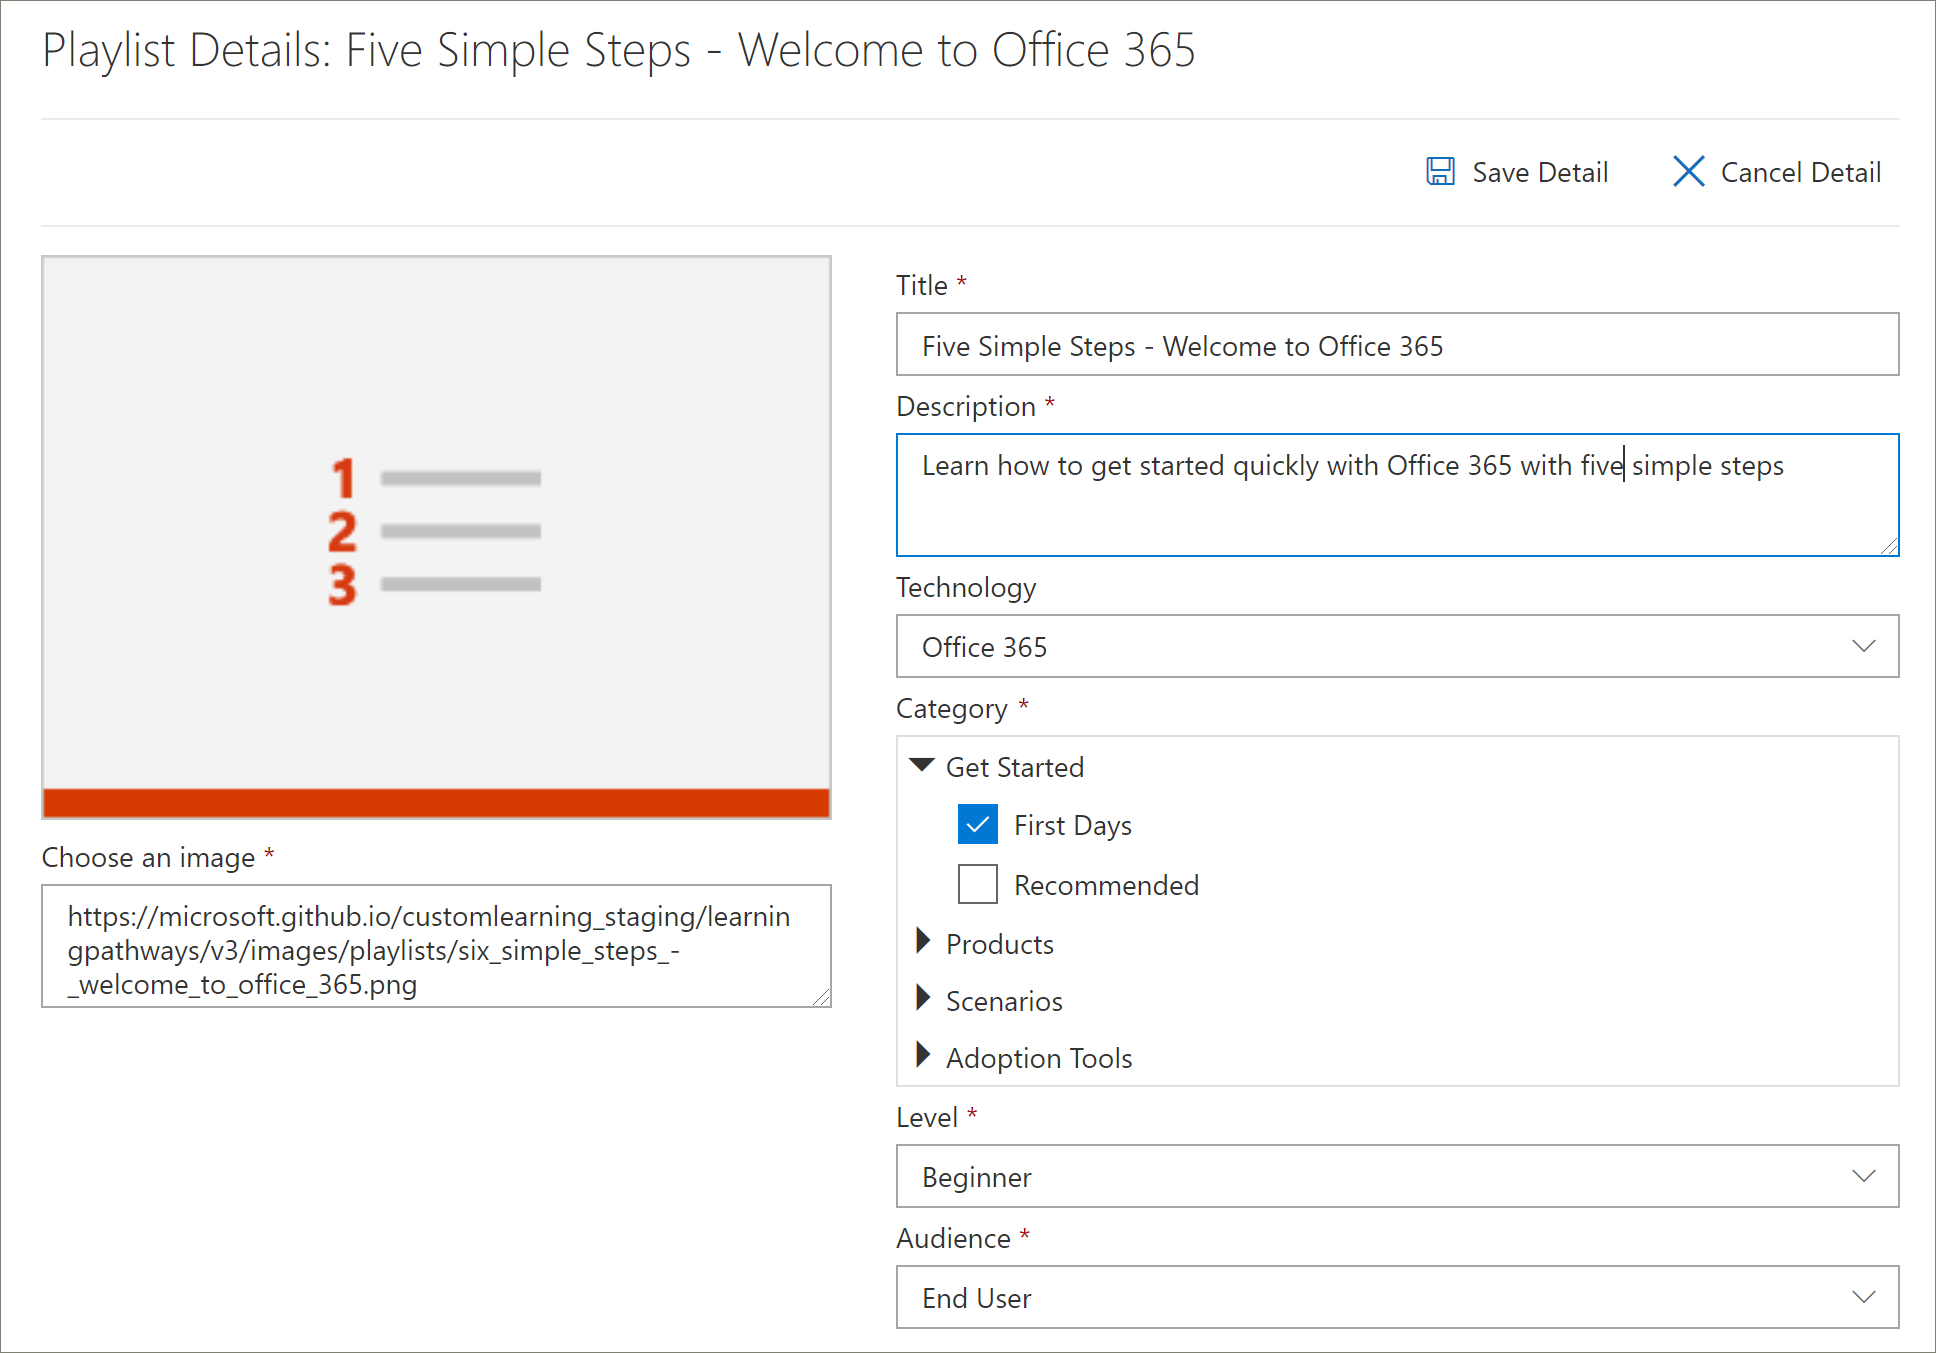 Playlist Details: Five Simple Steps - Welcome to Office 365
Save Detail
Cancel Detail
1
2
3
Choose an image *
https://microsoft.github.io/customlearning_staging/learnin
gpathways/v3/images/playlists/six_simple_steps_-
_welcome_to_office_365.png
Title *
Five Simple Steps - Welcome to Office 365
Description *
Learn how to get started quickly with Office 365 with five simple steps
Technology
Office 365
Category *
Get Started
First Days
Recommended
Products
Scenarios
Adoption Tools
Level *
Beginner
Audience *
End User